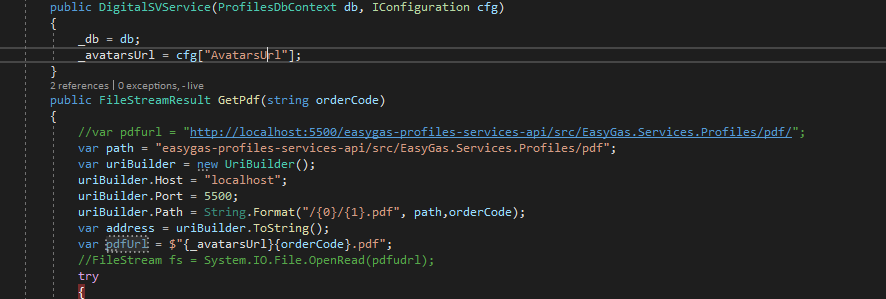 public DigitalSVService(ProfilesDbContext db, IConfiguration cfg)
{
_db = db;
_avatarsUrl = cfg["AvatarsUrl"];
}
2 references | 0 exceptions, - live
public FileStreamResult GetPdf(string orderCode)
{
//var pdfurl = "http://localhost:5500/easygas-profiles-services-api/src/EasyGas.Services.Profiles/pdf/";
var path = "easygas-profiles-services-api/src/EasyGas.Services.Profiles/pdf";
var uriBuilder = new UriBuilder();
uriBuilder.Host = "localhost";
uriBuilder.Port = 5500;
uriBuilder.Path = String.Format("/{0}/{1}.pdf", path,orderCode);
var address = uriBuilder.ToString();
var pdfUrl = $"{_avatarsUrl}{orderCode}.pdf";
//FileStream fs = System.IO.File.OpenRead(pdfudrl);
try
{